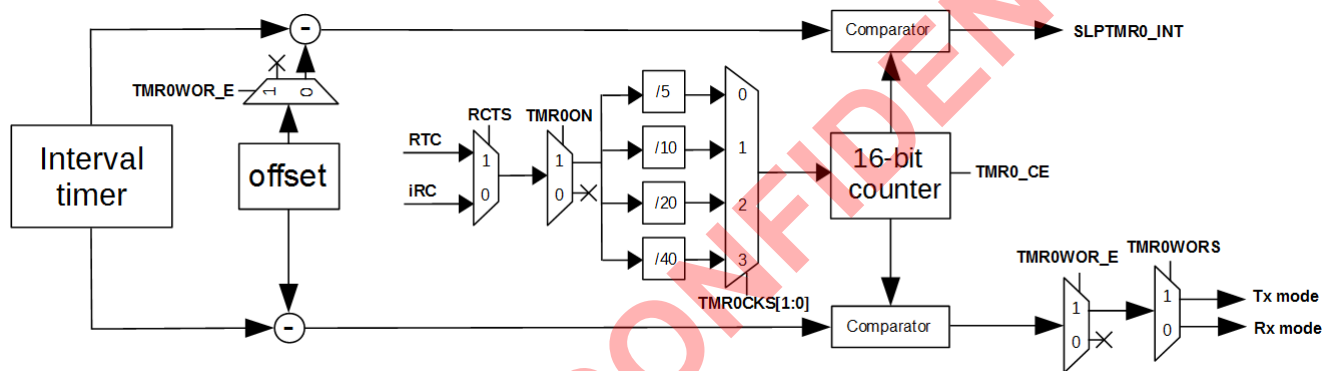 Comparator
SLPTMR0_INT
TMR0WOR_E
1
0
Interval
timer
offset
RTC
iRC
RCTS
1
0
TMR0ON
1
0
/5
/10
/20
/40
0
1
2
3
TMR0CKS[1:0]
16-bit
counter
TMR0_CE
-
-
Comparator
TMR0WOR_E
1
0
TMR0WORS
1
0
Tx mode
Rx mode
CONFIDEN